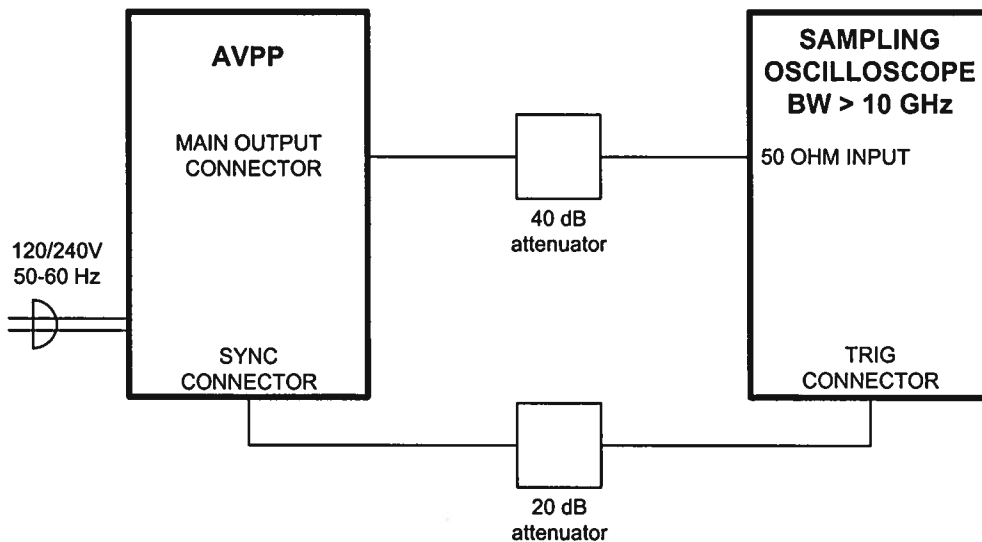 AVPP
MAIN OUTPUT
CONNECTOR
120/240V
50-60 Hz
SYNC
CONNECTOR
40 dB
attenuator
20 dB
attenuator
SAMPLING
OSCILLOSCOPE
BW > 10 GHz
50 OHM INPUT
TRIG
CONNECTOR